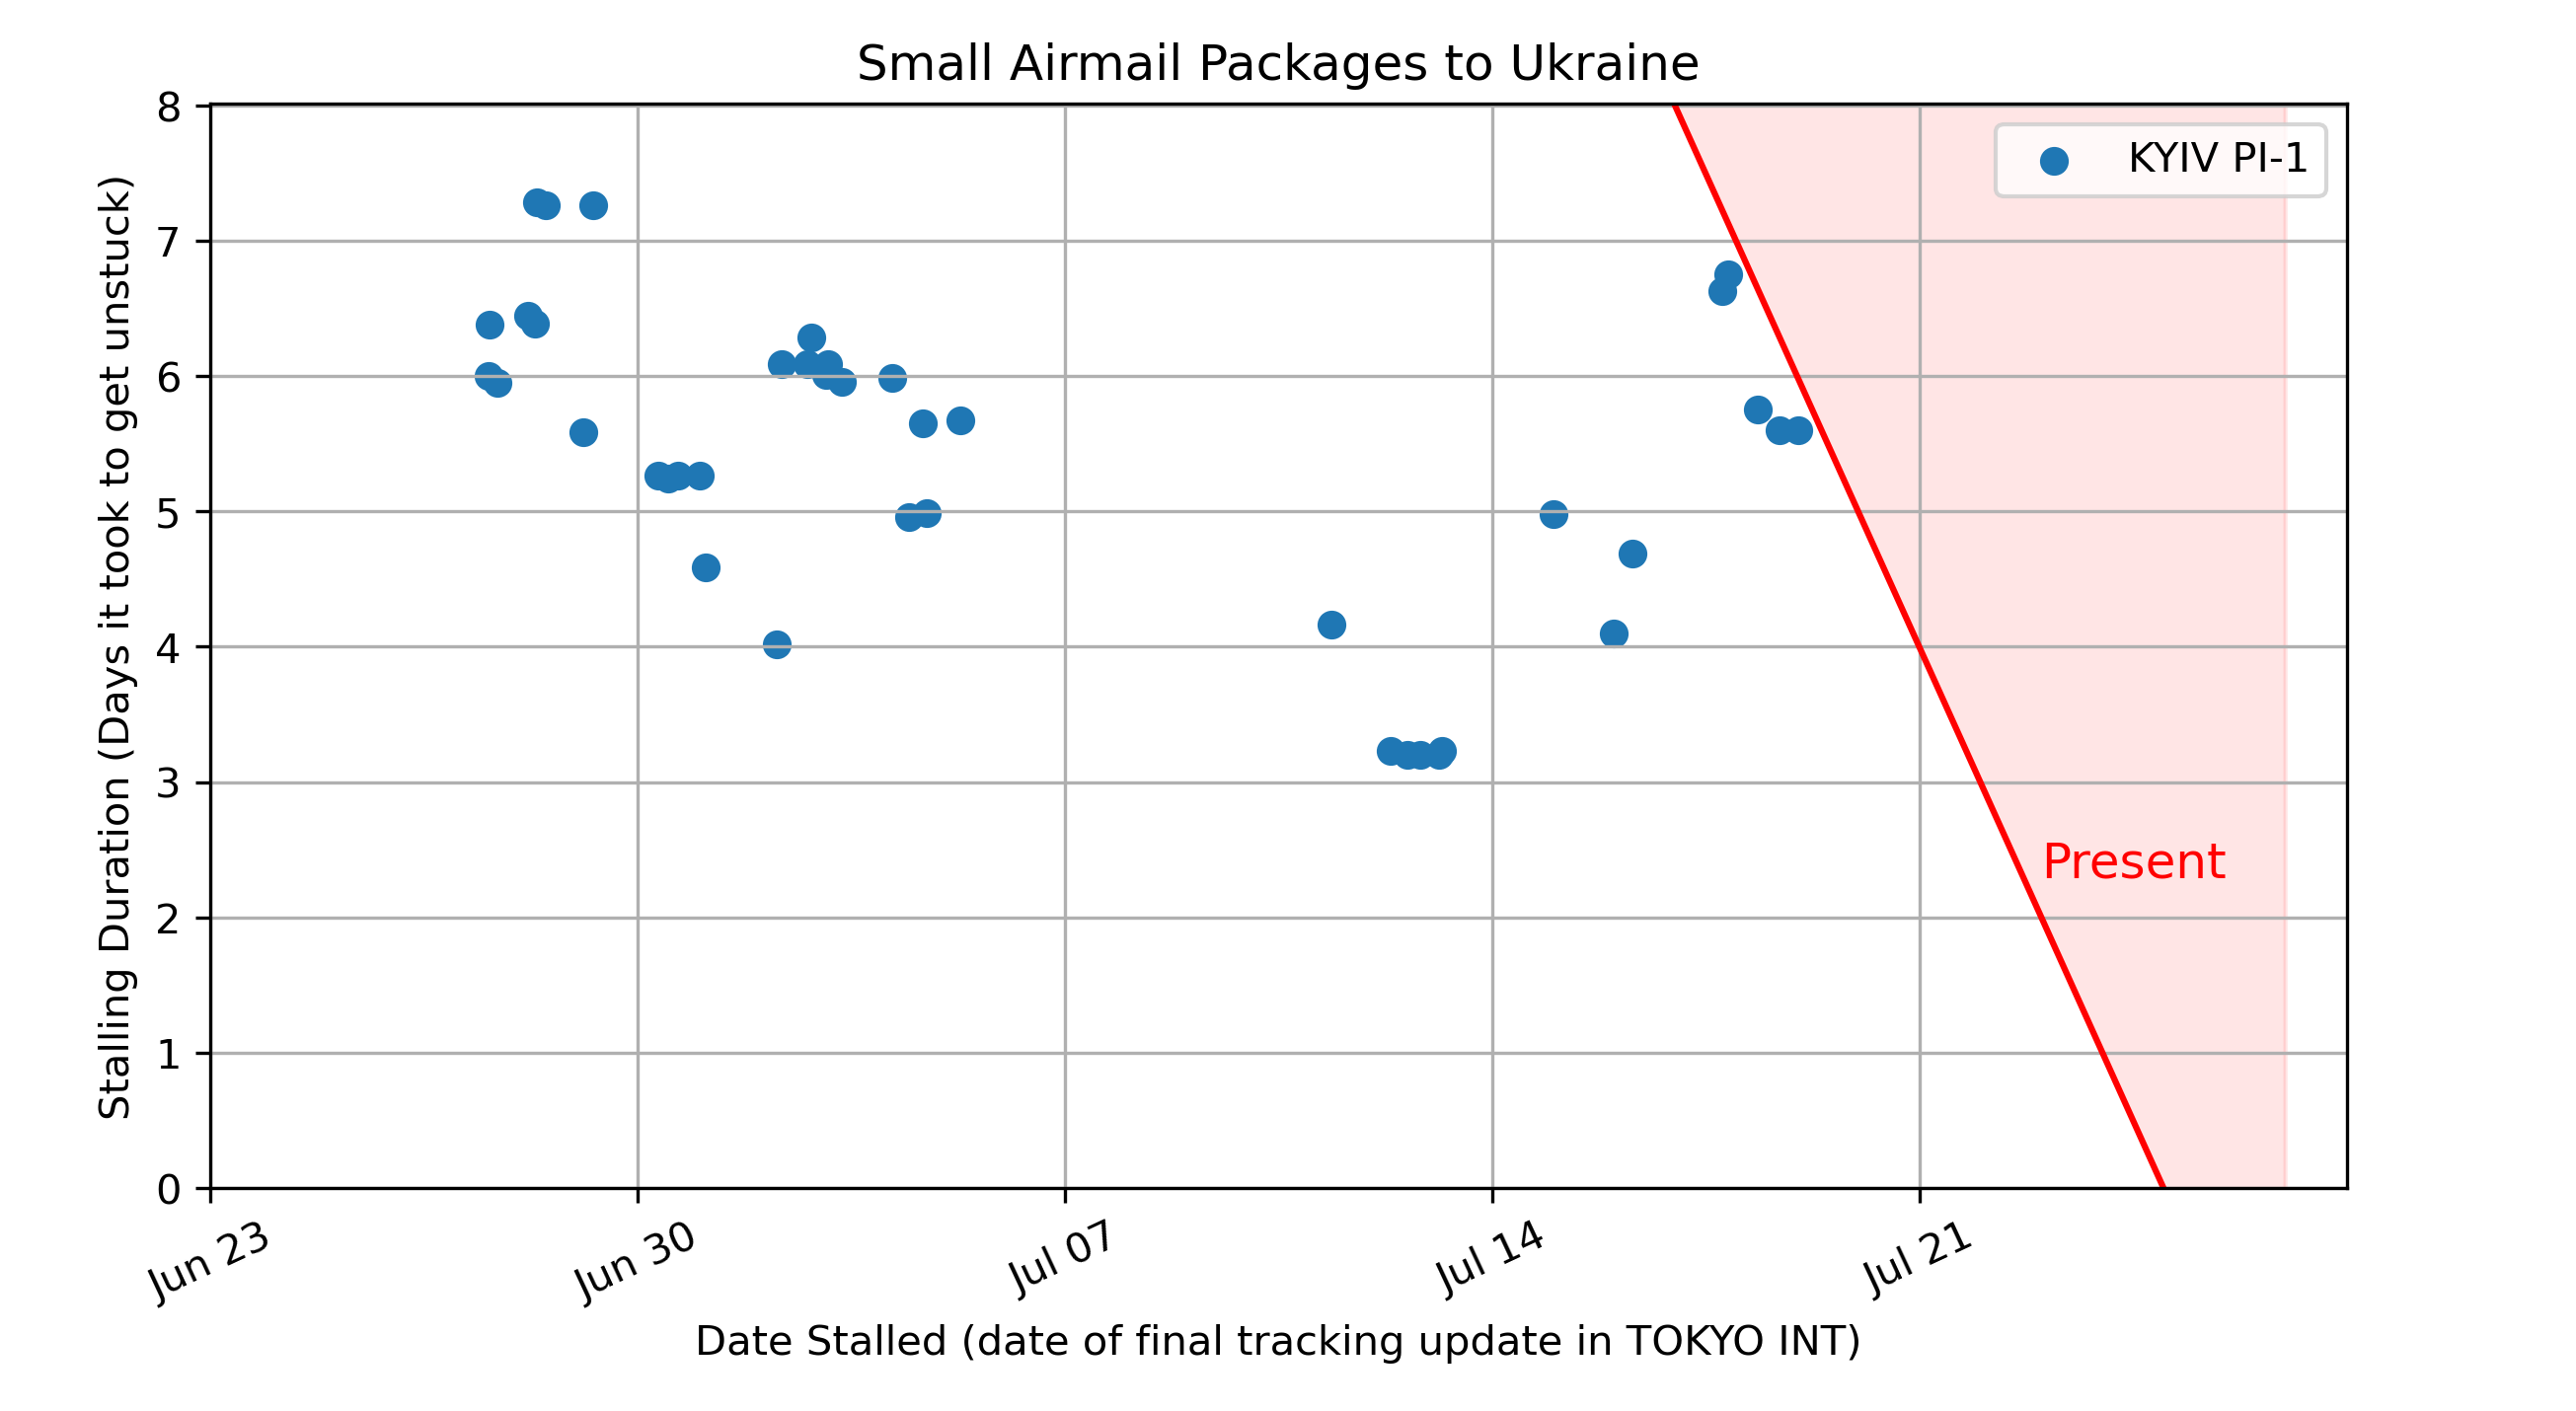 Small Airmail Packages to Ukraine
KYIV PI-1
Stalling Duration (Days it took to get unstuck)
8
7
6
5
4
3
2
1
0
Present
Jun 23
Jun 30
Jul 07
Jul 14
Jul 21
Date Stalled (date of final tracking update in TOKYO INT)